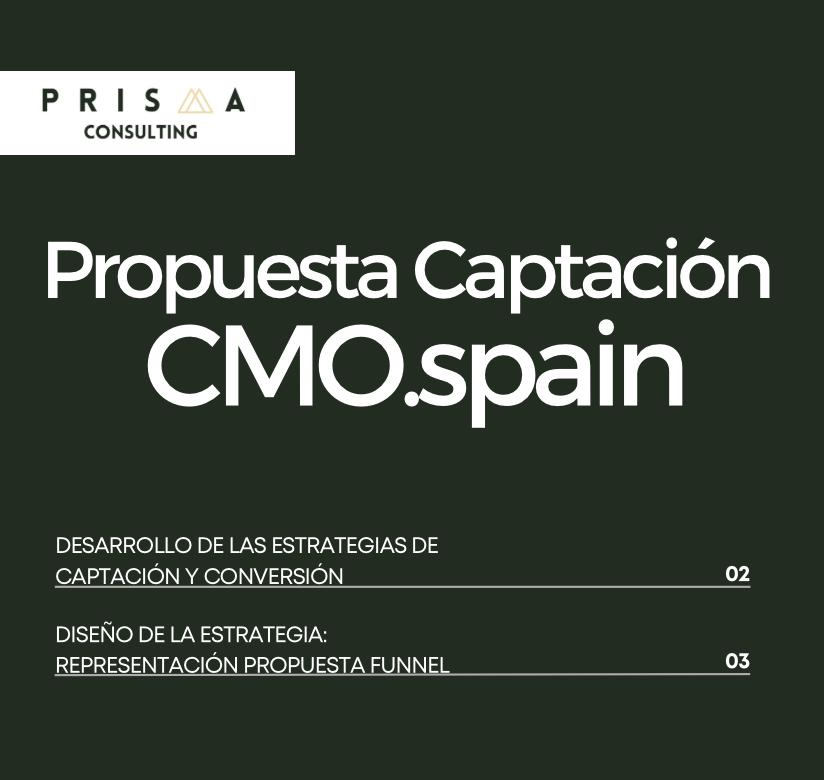 PRISMA
CONSULTING
Propuesta Captación
CMO.spain
DESARROLLO DE LAS ESTRATEGIAS DE
CAPTACIÓN Y CONVERSIÓN 02
DISEÑO DE LA ESTRATEGIA:
REPRESENTACIÓN PROPUESTA FUNNEL 03